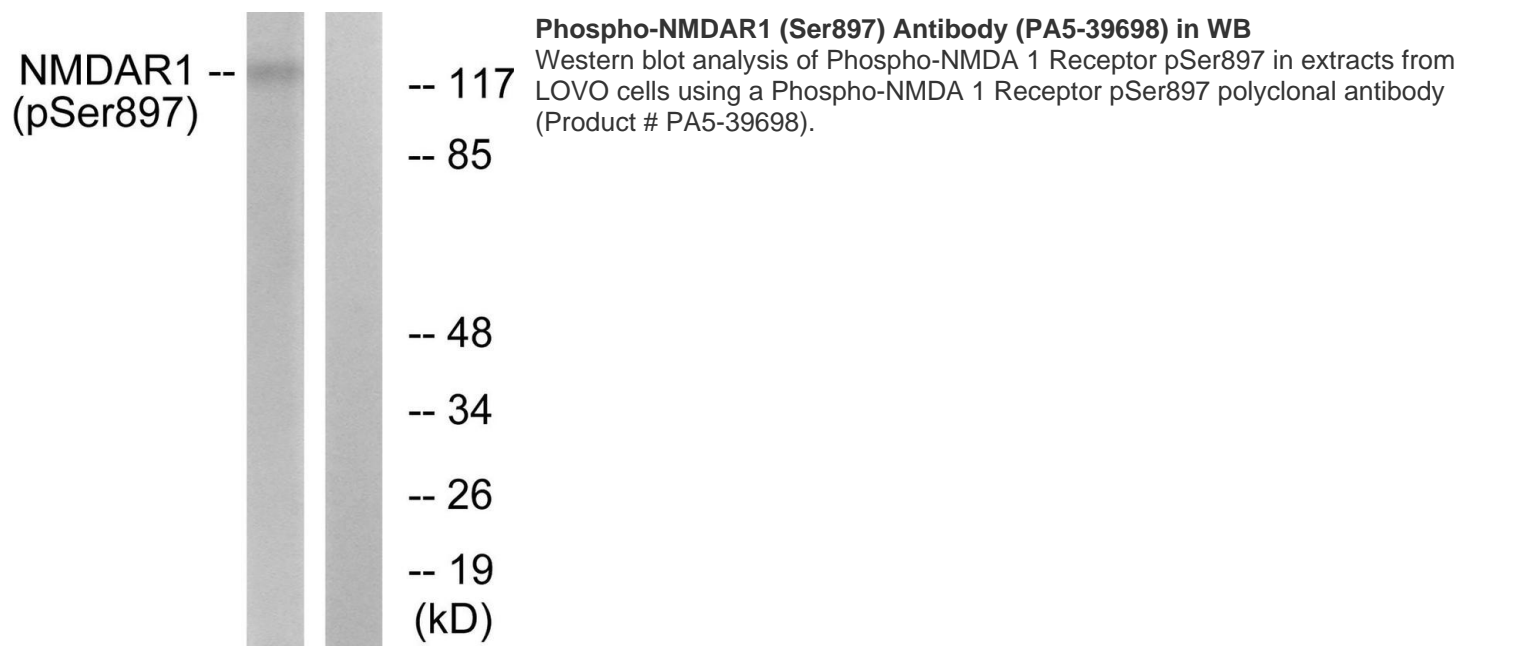 NMDAR1 --
(pSer897)
-- 117
-- 85
-- 48
-- 34
-- 26
-- 19
(kD)
Phospho-NMDAR1 (Ser897) Antibody (PA5-39698) in WB
Western blot analysis of Phospho-NMDA 1 Receptor pSer897 in extracts from
LOVO cells using a Phospho-NMDA 1 Receptor pSer897 polyclonal antibody
(Product # PA5-39698).